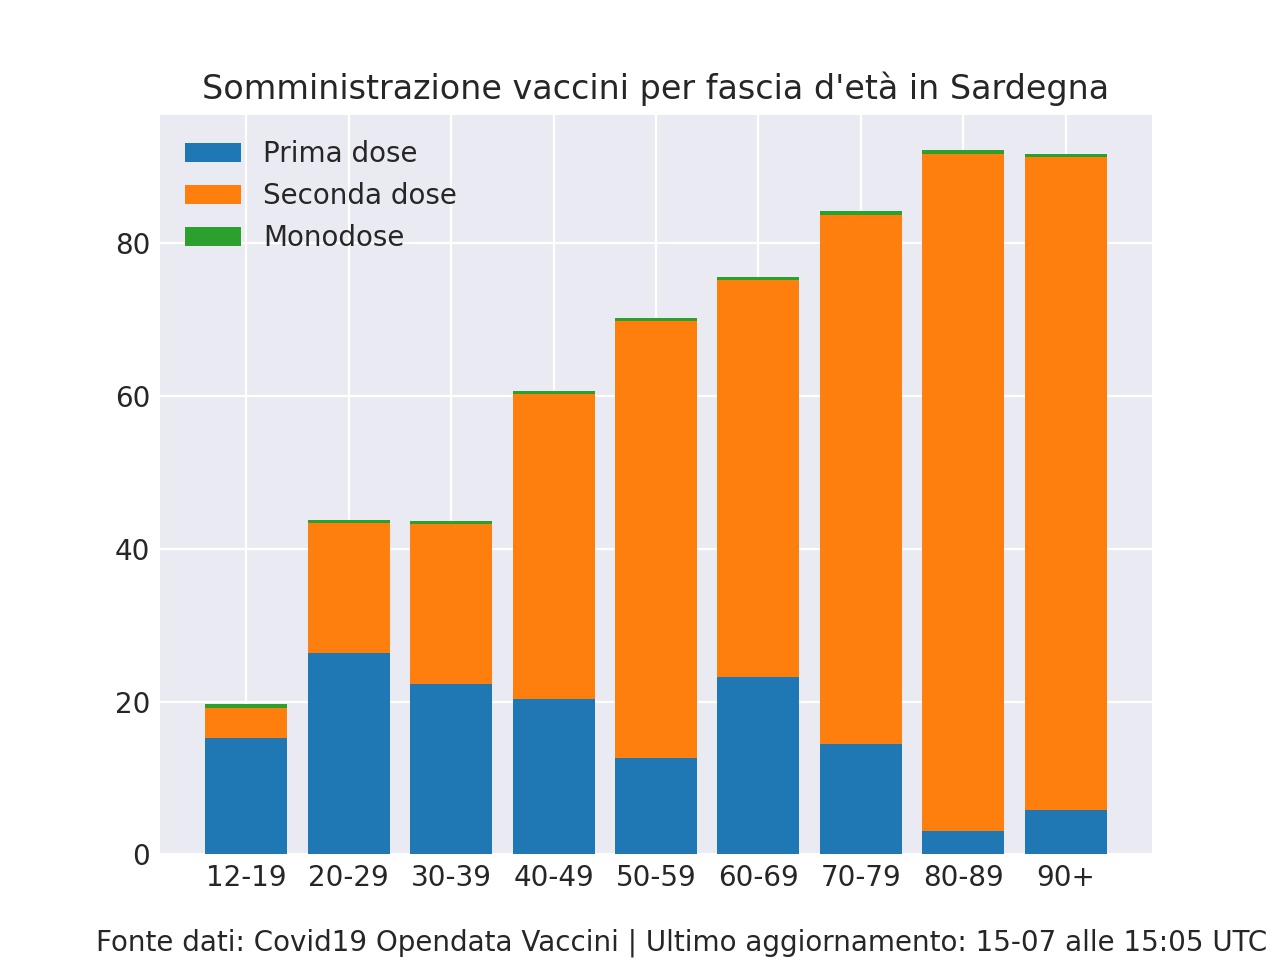 Somministrazione vaccini per fascia d'età in Sardegna
Prima dose
Seconda dose
Monodose
80
60
40
20
0
12-19 20-29 30-39 40-49 50-59 60-69 70-79 80-89 90+
Fonte dati: Covid19 Opendata Vaccini | Ultimo aggiornamento: 15-07 alle 15:05 UTC